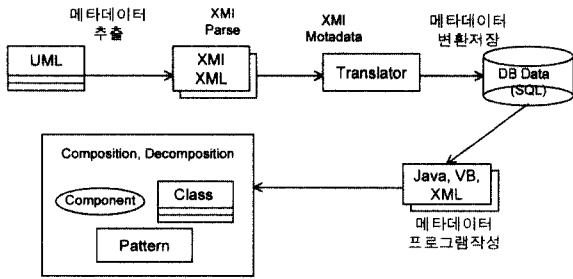 메타데이터
추출
XMI
Parse
XMI
Motadata
메타데이터
변환저장
UML
XMI
XML
Translator
DB Data
(SQL)
Composition, Decomposition
Component
Class
Pattern
Java, VB,
XML
메타데이터
프로그램작성